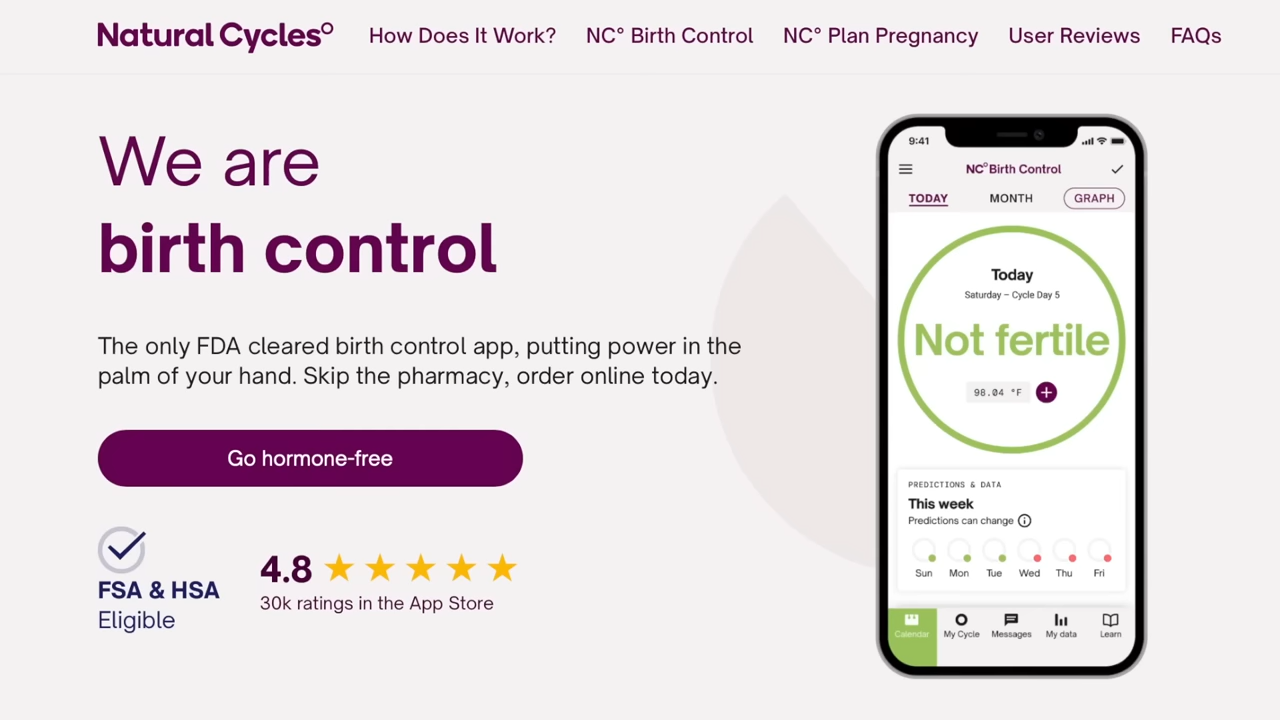 Natural Cycles°
How Does It Work?
NC° Birth Control
NC° Plan Pregnancy
User Reviews
FAQs
We are
birth control
The only FDA cleared birth control app, putting power in the
palm of your hand. Skip the pharmacy, order online today.
Go hormone-free
FSA & HSA
Eligible
4.8
30k ratings in the App Store
9:41
NC° Birth Control
TODAY
MONTH
GRAPH
Today
Saturday – Cycle Day 5
Not fertile
98.04 °F
PREDICTIONS & DATA
This week
Predictions can change
Sun
Mon
Tue
Wed
Thu
Fri
Calendar
My Cycle
Messages
My data
Learn